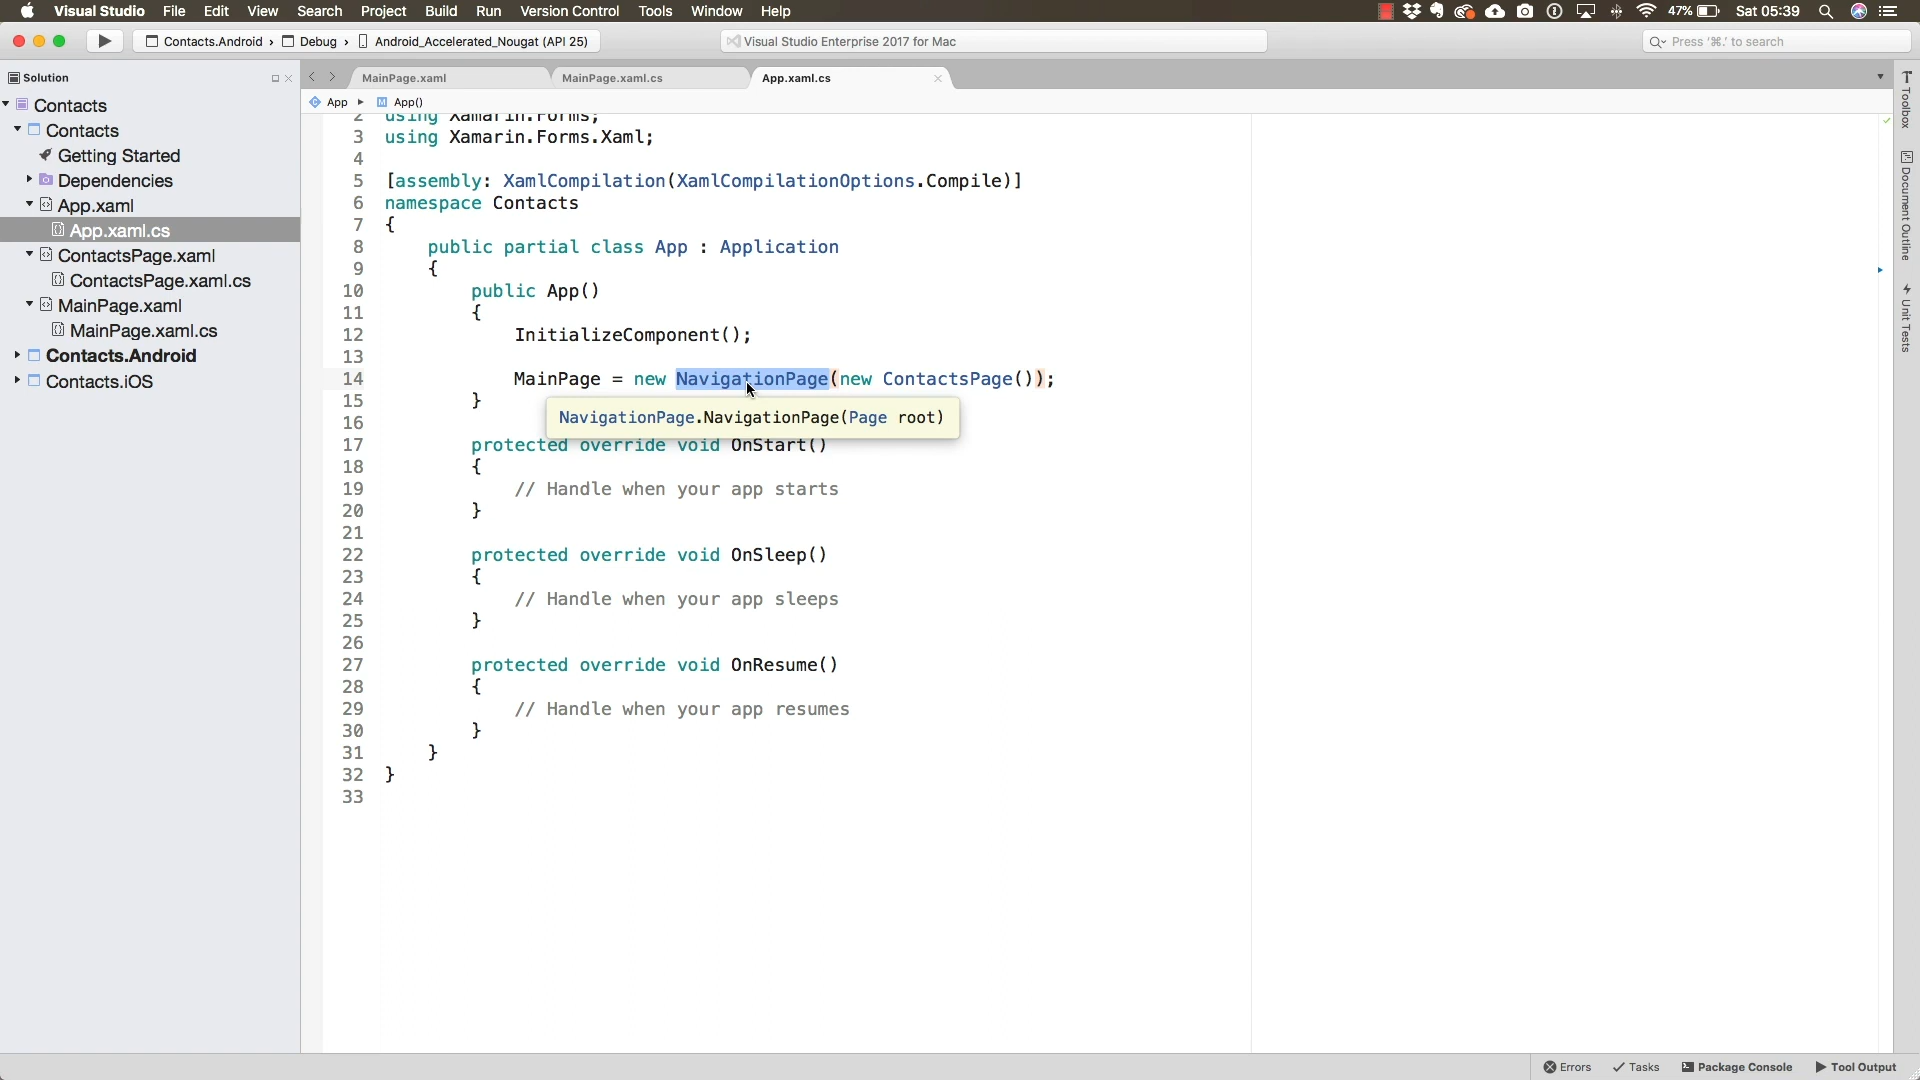 Visual Studio File Edit View Search Project Build Run Version Control Tools Window Help 47% Sat 05:39
Contacts.Android › Debug › Android_Accelerated_Nougat (API 25) Visual Studio Enterprise 2017 for Mac Press '⌘.' to search
Solution
Contacts
Contacts
Getting Started
Dependencies
App.xaml
App.xaml.cs
ContactsPage.xaml
ContactsPage.xaml.cs
MainPage.xaml
MainPage.xaml.cs
Contacts.Android
Contacts.iOS
MainPage.xaml MainPage.xaml.cs App.xaml.cs
App App()
2 using Xamarin.Forms;
3 using Xamarin.Forms.Xaml;
4
5 [assembly: XamlCompilation(XamlCompilationOptions.Compile)]
6 namespace Contacts
7 {
8 public partial class App : Application
9 {
10 public App()
11 {
12 InitializeComponent();
13
14 MainPage = new NavigationPage(new ContactsPage());
15 }
NavigationPage.NavigationPage(Page root)
16
17 protected override void OnStart()
18 {
19 // Handle when your app starts
20 }
21
22 protected override void OnSleep()
23 {
24 // Handle when your app sleeps
25 }
26
27 protected override void OnResume()
28 {
29 // Handle when your app resumes
30 }
31 }
32 }
33
Toolbox
Document Outline
Unit Tests
Errors Tasks Package Console Tool Output